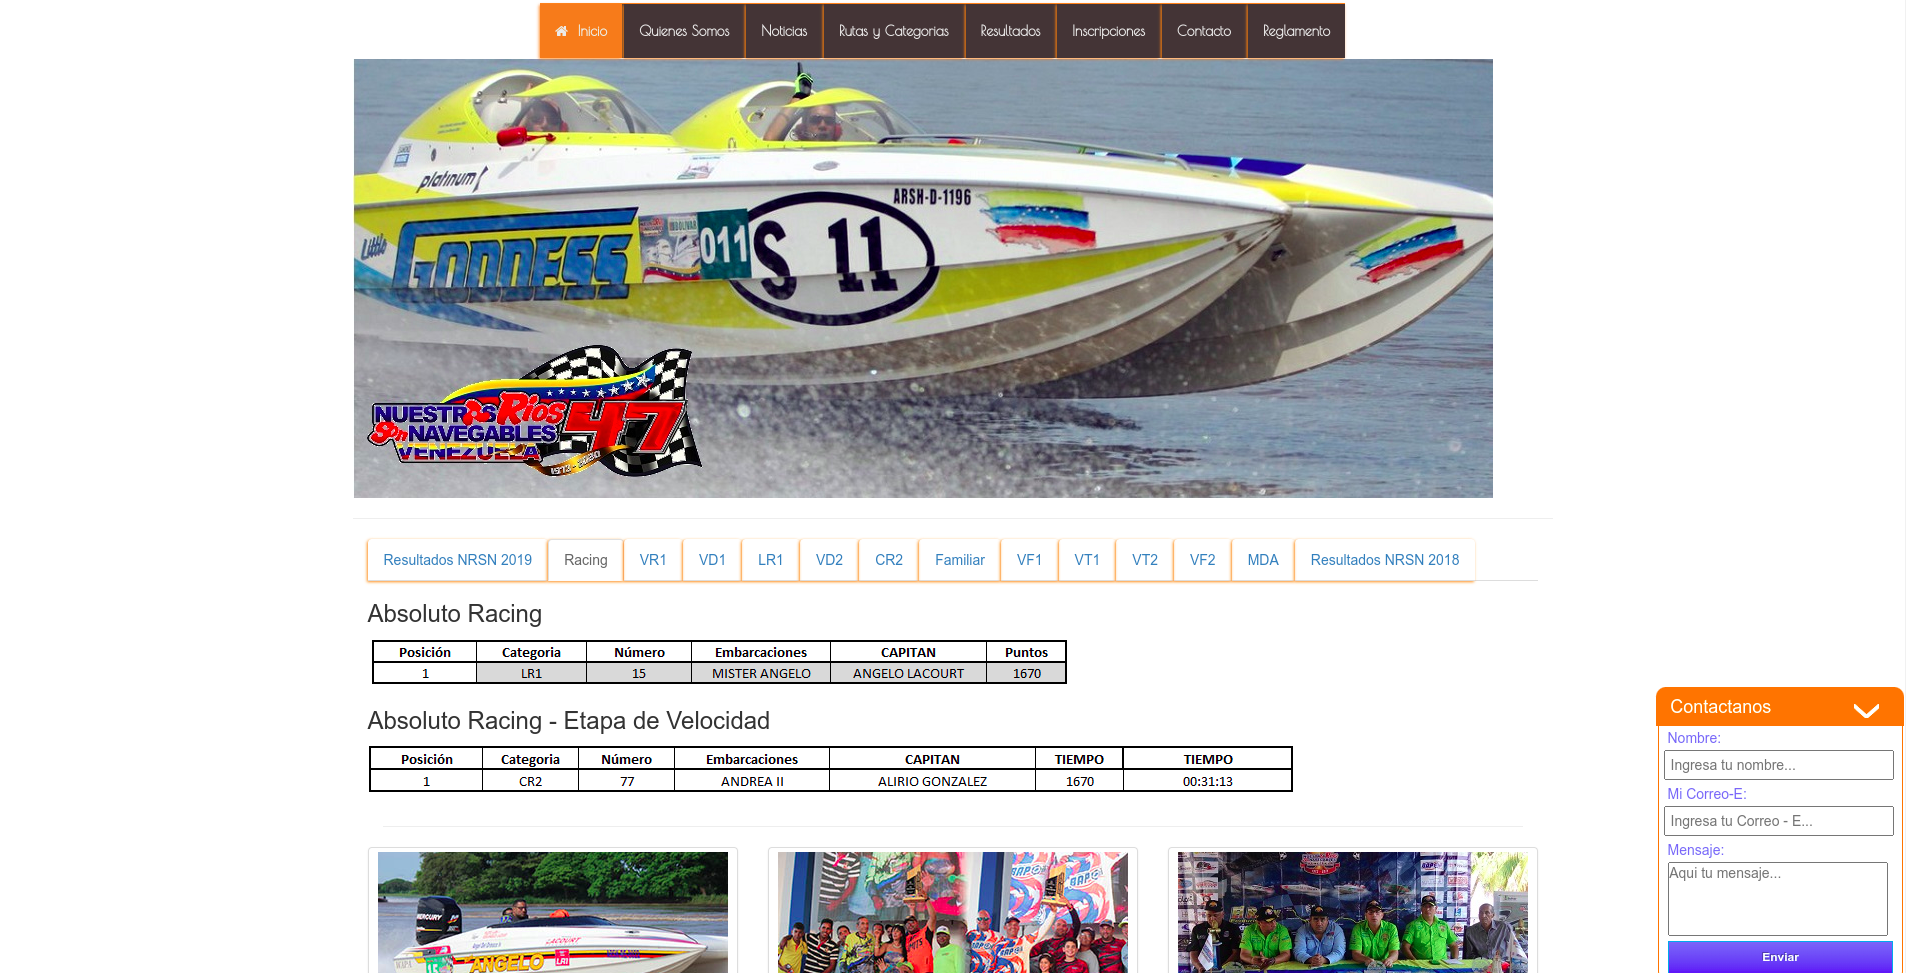 Inicio Quienes Somos Noticias Rutas y Categorias Resultados Inscripciones Contacto Reglamento
platinum
ARSH-D-1196
Little GODDESS
BOLIVAR
011 S 11
NUESTROS Ríos 47
Son NAVEGABLES
VENEZUELA
1973-2020
Resultados NRSN 2019 Racing VR1 VD1 LR1 VD2 CR2 Familiar VF1 VT1 VT2 VF2 MDA Resultados NRSN 2018
Absoluto Racing
Posición Categoria Número Embarcaciones CAPITAN Puntos
1 LR1 15 MISTER ANGELO ANGELO LACOURT 1670
Absoluto Racing - Etapa de Velocidad
Posición Categoria Número Embarcaciones CAPITAN TIEMPO TIEMPO
1 CR2 77 ANDREA II ALIRIO GONZALEZ 1670 00:31:13
Contactanos
Nombre:
Ingresa tu nombre...
Mi Correo-E:
Ingresa tu Correo - E...
Mensaje:
Aqui tu mensaje...
Enviar
MERCURY
LACOURT
ANGELO
LR1